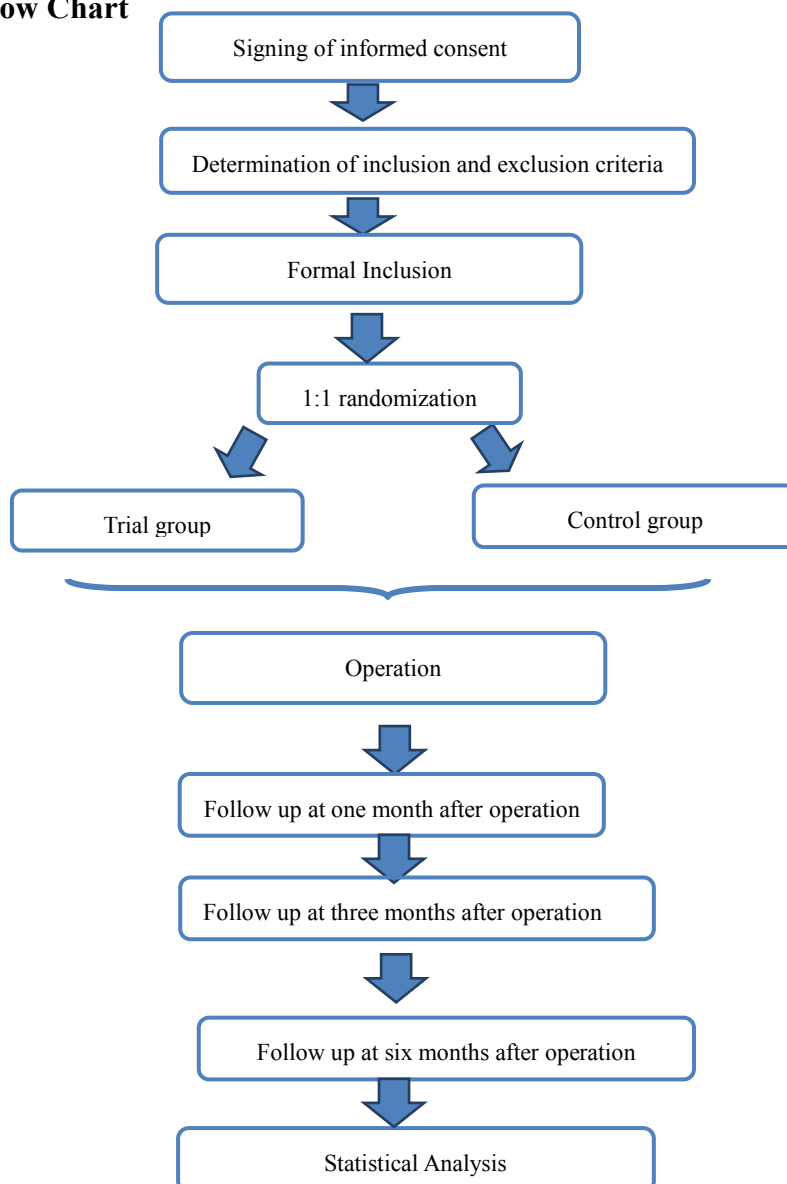 ow Chart
Signing of informed consent
Determination of inclusion and exclusion criteria
Formal Inclusion
1:1 randomization
Trial group
Control group
Operation
Follow up at one month after operation
Follow up at three months after operation
Follow up at six months after operation
Statistical Analysis